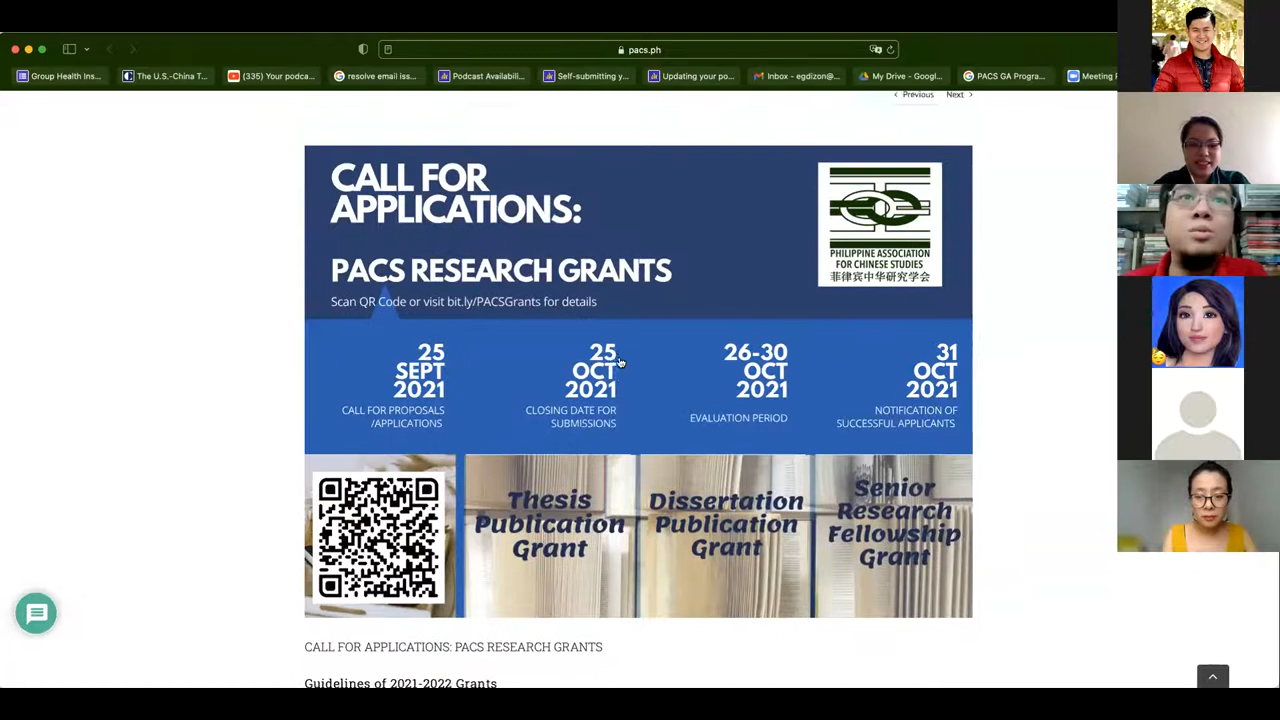 pacs.ph
Group Health Ins...
The U.S.-China T...
(335) Your podca...
resolve email iss...
Podcast Availabili...
Self-submitting y...
Updating your po...
Inbox - egdizon@...
My Drive - Googl...
PACS GA Progra...
Meeting
Previous
Next
CALL FOR
APPLICATIONS:
PACS RESEARCH GRANTS
Scan QR Code or visit bit.ly/PACSGrants for details
PHILIPPINE ASSOCIATION
FOR CHINESE STUDIES
菲律宾中华研究学会
25
SEPT
2021
CALL FOR PROPOSALS
/APPLICATIONS
25
OCT
2021
CLOSING DATE FOR
SUBMISSIONS
26-30
OCT
2021
EVALUATION PERIOD
31
OCT
2021
NOTIFICATION OF
SUCCESSFUL APPLICANTS
Thesis
Publication
Grant
Dissertation
Publication
Grant
Senior
Research
Fellowship
Grant
CALL FOR APPLICATIONS: PACS RESEARCH GRANTS
Guidelines of 2021-2022 Grants